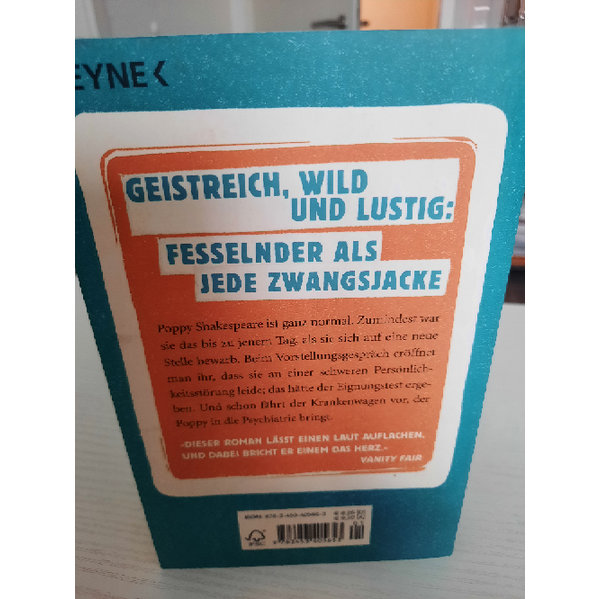 EYNE<
GEISTREICH, WILD
UND LUSTIG:
FESSELNDER ALS
JEDE ZWANGSJACKE
Poppy Shakespeare ist ganz normal. Zumindest war
sie das bis zu jenem Tag, als sie sich auf eine neue
Stelle bewarb. Beim Vorstellungsgespräch eröffnet
man ihr, dass sie an einer schweren Persönlich-
keitsstörung leide; das hätte der Eignungstest erge-
ben. Und schon fährt der Krankenwagen vor, der
Poppy in die Psychiatrie bringt.
»DIESER ROMAN LÄSST EINEN LAUT AUFLACHEN,
UND DABEI BRICHT ER EINEM DAS HERZ.«
VANITY FAIR
ISBN
FSC